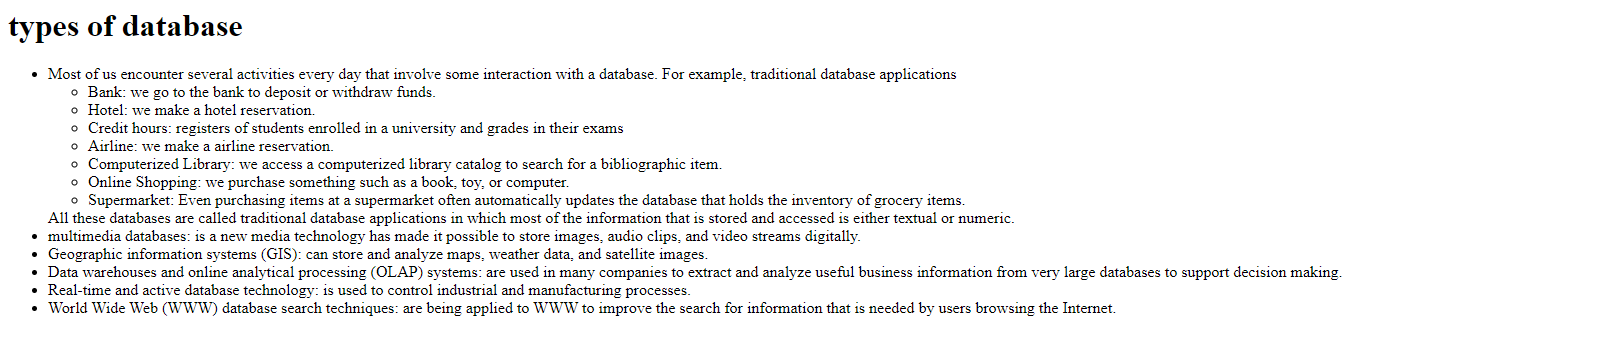 types of database
Most of us encounter several activities every day that involve some interaction with a database. For example, traditional database applications
Bank: we go to the bank to deposit or withdraw funds.
Hotel: we make a hotel reservation.
Credit hours: registers of students enrolled in a university and grades in their exams
Airline: we make a airline reservation.
Computerized Library: we access a computerized library catalog to search for a bibliographic item.
Online Shopping: we purchase something such as a book, toy, or computer.
Supermarket: Even purchasing items at a supermarket often automatically updates the database that holds the inventory of grocery items.
All these databases are called traditional database applications in which most of the information that is stored and accessed is either textual or numeric.
multimedia databases: is a new media technology has made it possible to store images, audio clips, and video streams digitally.
Geographic information systems (GIS): can store and analyze maps, weather data, and satellite images.
Data warehouses and online analytical processing (OLAP) systems: are used in many companies to extract and analyze useful business information from very large databases to support decision making.
Real-time and active database technology: is used to control industrial and manufacturing processes.
World Wide Web (WWW) database search techniques: are being applied to WWW to improve the search for information that is needed by users browsing the Internet.